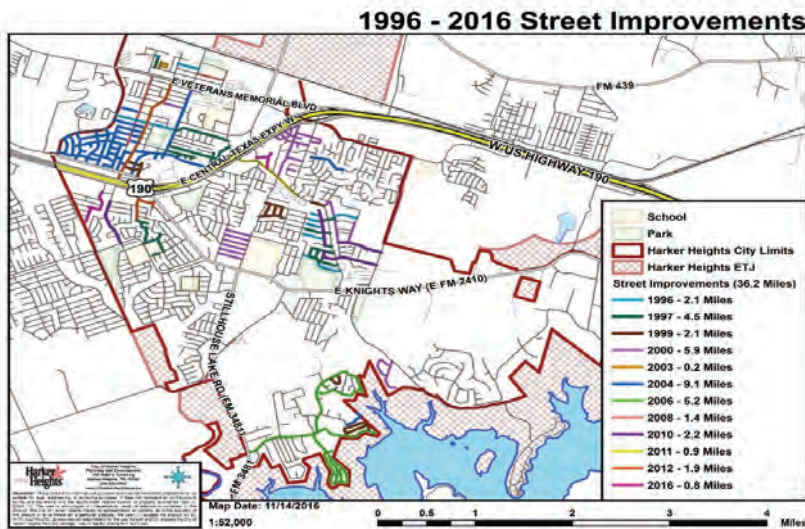 1996 - 2016 Street Improvements
FM 439
E VETERANS MEMORIAL BLVD
E CENTRAL TEXAS EXPY W
W US HIGHWAY 190
190
E KNIGHTS WAY (E FM 2410)
STILLHOUSE LAKE RD (FM 3481)
FM 3481
School
Park
Harker Heights City Limits
Harker Heights ETJ
Street Improvements (36.2 Miles)
1996 - 2.1 Miles
1997 - 4.5 Miles
1999 - 2.1 Miles
2000 - 5.9 Miles
2003 - 0.2 Miles
2004 - 9.1 Miles
2006 - 5.2 Miles
2008 - 1.4 Miles
2010 - 2.2 Miles
2011 - 0.9 Miles
2012 - 1.9 Miles
2016 - 0.8 Miles
Harker Heights
Map Date: 11/14/2016
1:52,000
0 0.5 1 2 3 4
Miles